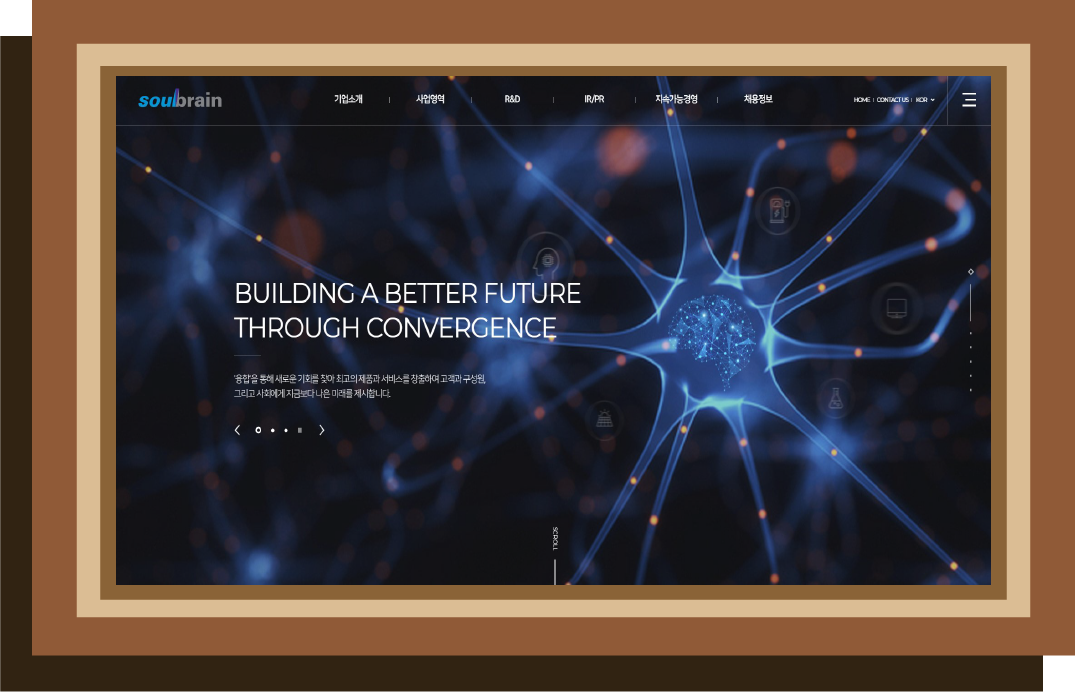 soulbrain
기업소개
사업영역
R&D
IR/PR
지속가능경영
채용정보
HOME
CONTACT US
KOR
BUILDING A BETTER FUTURE
THROUGH CONVERGENCE
'융합'을 통해 새로운 기회를 찾아 최고의 제품과 서비스를 창출하여 고객과 구성원,
그리고 사회에게 지금보다 나은 미래를 제시합니다.
SCROLL